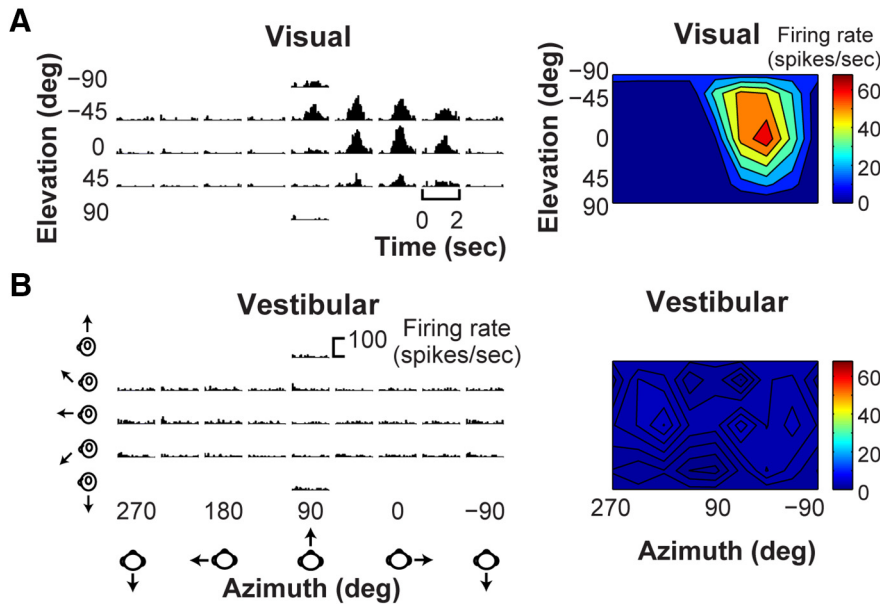 A
Visual
Elevation (deg)
−90
−45
0
45
90
0 2
Time (sec)
Visual
Firing rate
(spikes/sec)
Elevation (deg)
−90
−45
0
45
90
60
40
20
0
B
Vestibular
100
Firing rate
(spikes/sec)
270 180 90 0 −90
Azimuth (deg)
Vestibular
60
40
20
0
270 90 −90
Azimuth (deg)